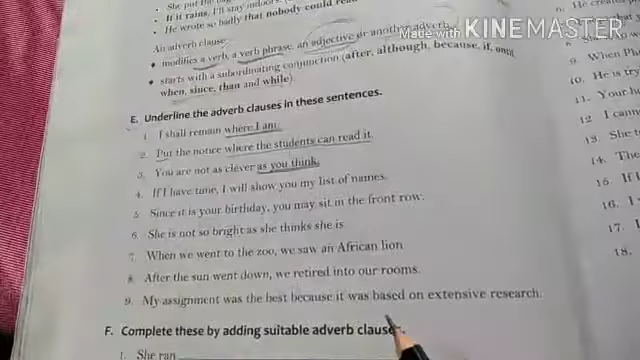 She put the
If it rains, I'll stay indoors.
He wrote so badly that nobody could read
An adverb clause
modifies a verb, a verb phrase, an adjective or another adverb.
starts with a subordinating conjunction (after, although, because, if, once,
when, since, than and while).
E. Underline the adverb clauses in these sentences.
1. I shall remain where I am.
2. Put the notice where the students can read it.
3. You are not as clever as you think.
4. If I have time, I will show you my list of names.
5. Since it is your birthday, you may sit in the front row.
6. She is not so bright as she thinks she is.
7. When we went to the zoo, we saw an African lion.
8. After the sun went down, we retired into our rooms.
9. My assignment was the best because it was based on extensive research.
F. Complete these by adding suitable adverb clauses.
1. She ran
Made with KINEMASTER
He
9. When
10. He is
11. Your
12. I
13. She
14. The
15. If I
16. I
17.
18.